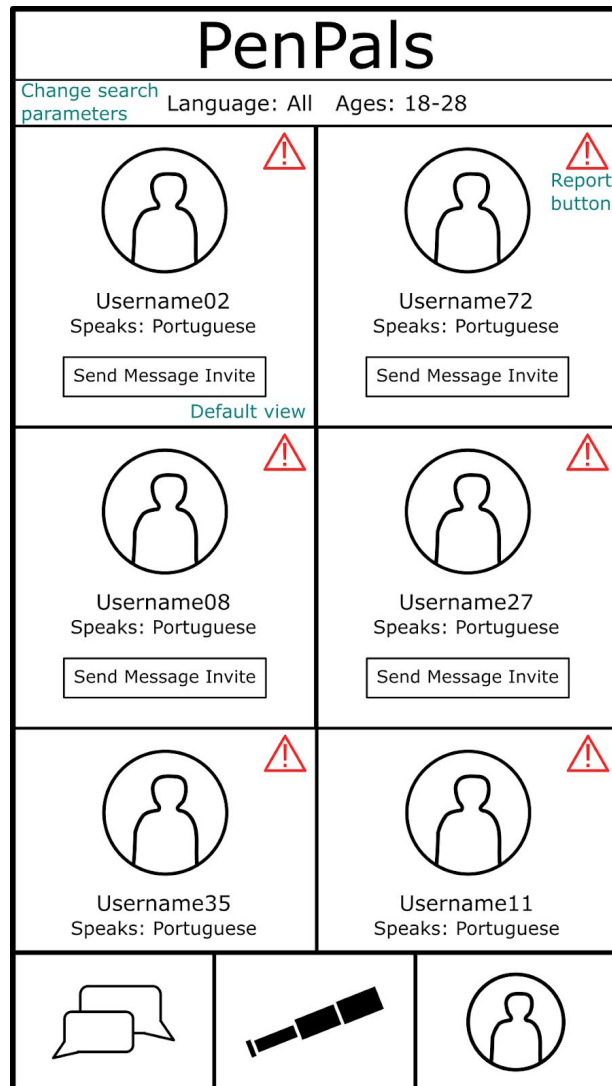 PenPals
Change search
parameters
Language: All Ages: 18-28
Report
button
Username02
Speaks: Portuguese
Send Message Invite
Default view
Username72
Speaks: Portuguese
Send Message Invite
Username08
Speaks: Portuguese
Send Message Invite
Username27
Speaks: Portuguese
Send Message Invite
Username35
Speaks: Portuguese
Username11
Speaks: Portuguese